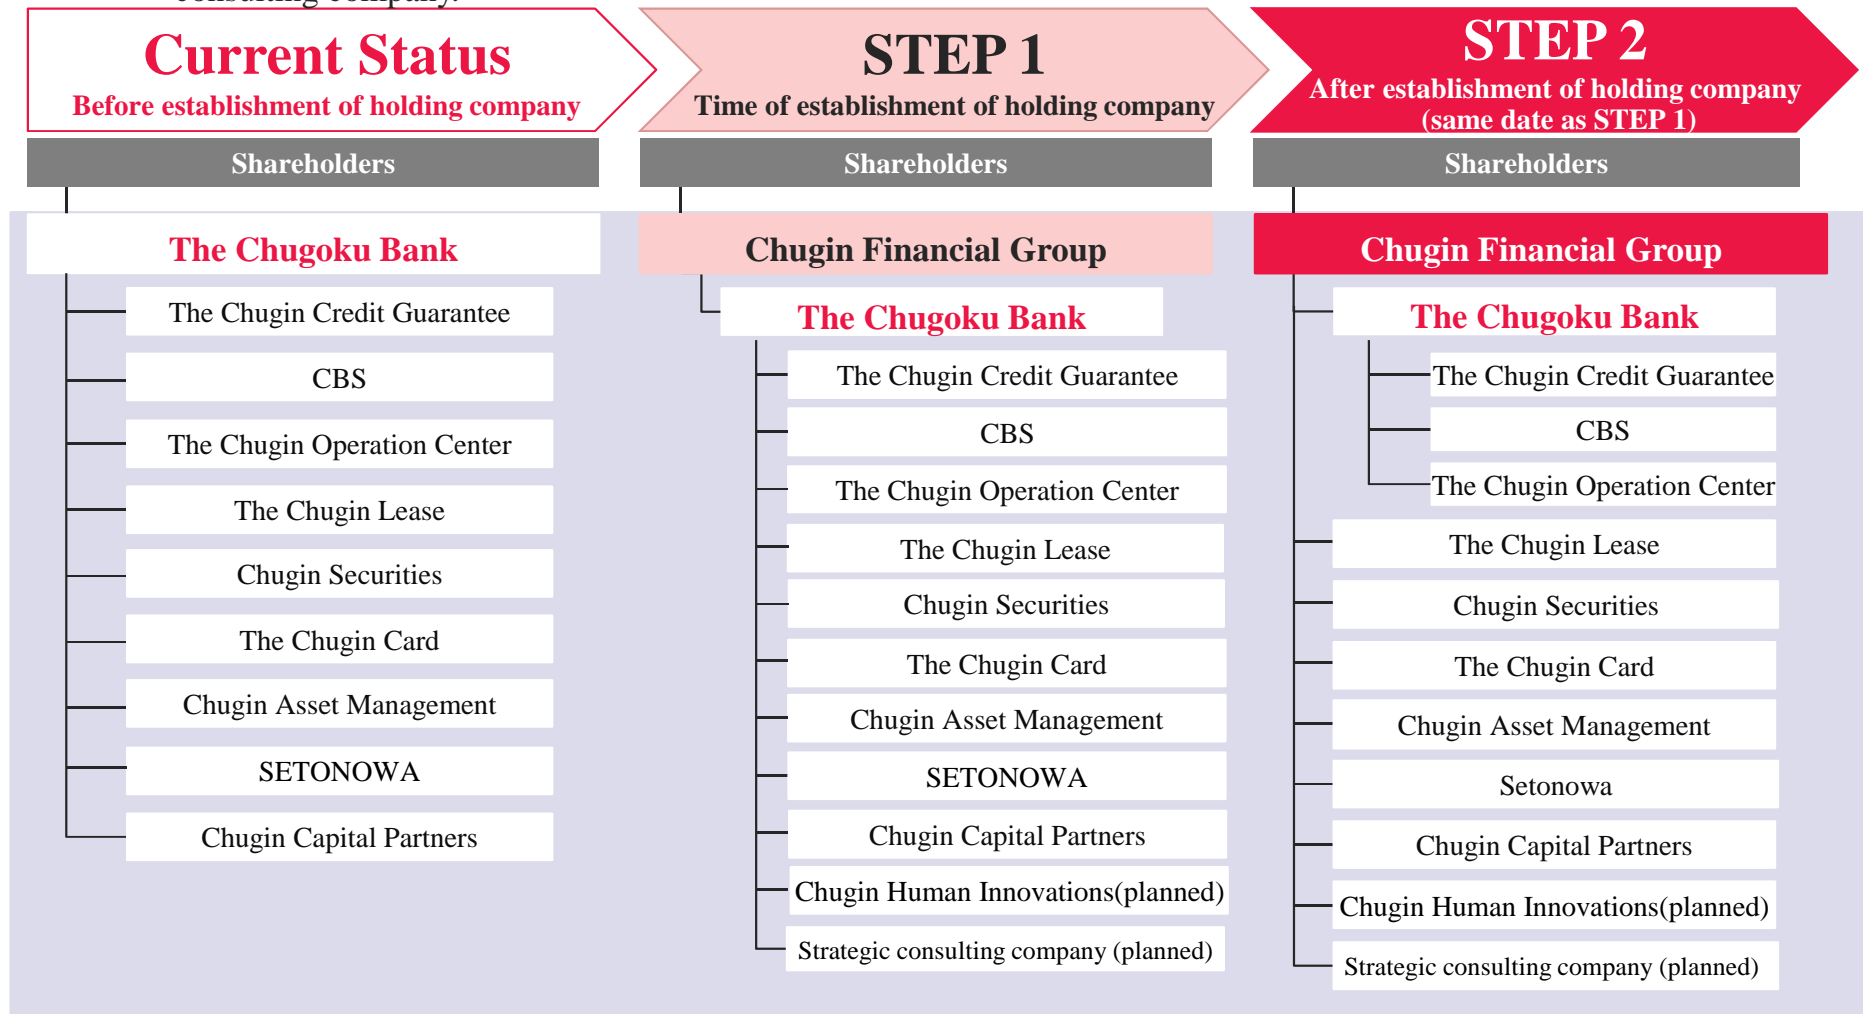 consulting company.
Current Status
Before establishment of holding company
Shareholders
The Chugoku Bank
The Chugin Credit Guarantee
CBS
The Chugin Operation Center
The Chugin Lease
Chugin Securities
The Chugin Card
Chugin Asset Management
SETONOWA
Chugin Capital Partners
STEP 1
Time of establishment of holding company
Shareholders
Chugin Financial Group
The Chugoku Bank
The Chugin Credit Guarantee
CBS
The Chugin Operation Center
The Chugin Lease
Chugin Securities
The Chugin Card
Chugin Asset Management
SETONOWA
Chugin Capital Partners
Chugin Human Innovations(planned)
Strategic consulting company (planned)
STEP 2
After establishment of holding company
(same date as STEP 1)
Shareholders
Chugin Financial Group
The Chugoku Bank
The Chugin Credit Guarantee
CBS
The Chugin Operation Center
The Chugin Lease
Chugin Securities
The Chugin Card
Chugin Asset Management
Setonowa
Chugin Capital Partners
Chugin Human Innovations(planned)
Strategic consulting company (planned)